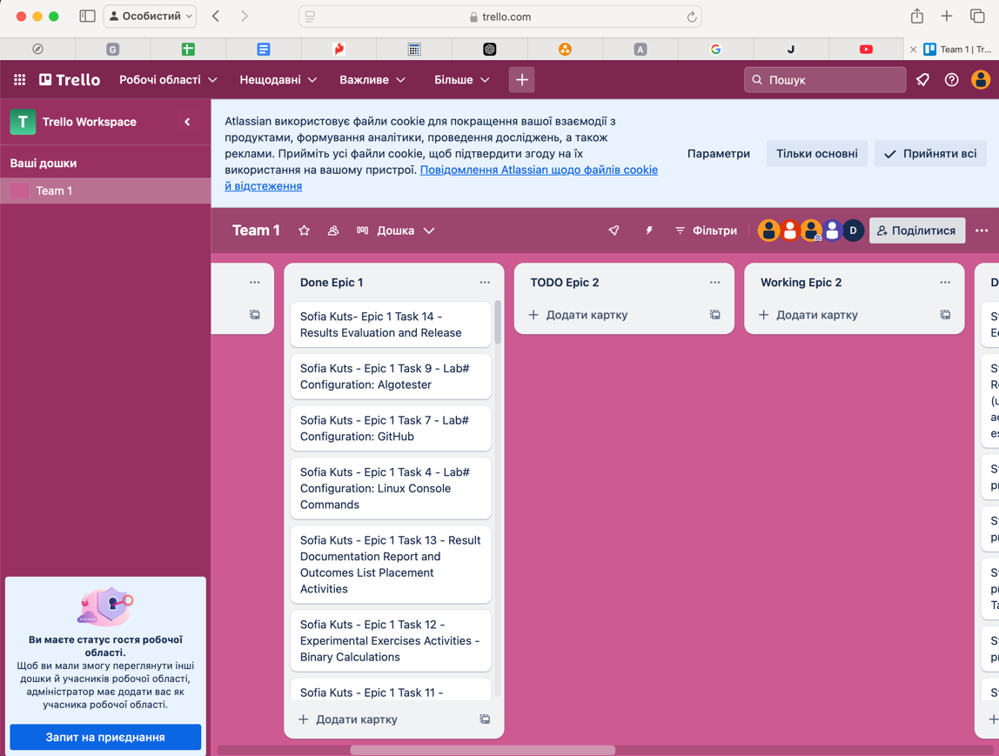 Особистий
trello.com
G
A
G
J
Team 1 | Tr...
Trello
Робочі області
Нещодавні
Важливе
Більше
Пошук
T
Trello Workspace
Ваші дошки
Team 1
Atlassian використовує файли cookie для покращення вашої взаємодії з
продуктами, формування аналітики, проведення досліджень, а також
реклами. Прийміть усі файли cookie, щоб підтвердити згоду на їх
використання на вашому пристрої. Повідомлення Atlassian щодо файлів cookie
й відстеження
Параметри
Тільки основні
Прийняти всі
Team 1
Дошка
Фільтри
D
Поділитися
Done Epic 1
Sofia Kuts- Epic 1 Task 14 -
Results Evaluation and Release
Sofia Kuts - Epic 1 Task 9 - Lab#
Configuration: Algotester
Sofia Kuts - Epic 1 Task 7 - Lab#
Configuration: GitHub
Sofia Kuts - Epic 1 Task 4 - Lab#
Configuration: Linux Console
Commands
Sofia Kuts - Epic 1 Task 13 - Result
Documentation Report and
Outcomes List Placement
Activities
Sofia Kuts - Epic 1 Task 12 -
Experimental Exercises Activities -
Binary Calculations
Sofia Kuts - Epic 1 Task 11 -
Додати картку
TODO Epic 2
Додати картку
Working Epic 2
Додати картку
Ви маєте статус гостя робочої
області.
Щоб ви мали змогу переглянути інші
дошки й учасників робочої області,
адміністратор має додати вас як
учасника робочої області.
Запит на приєднання